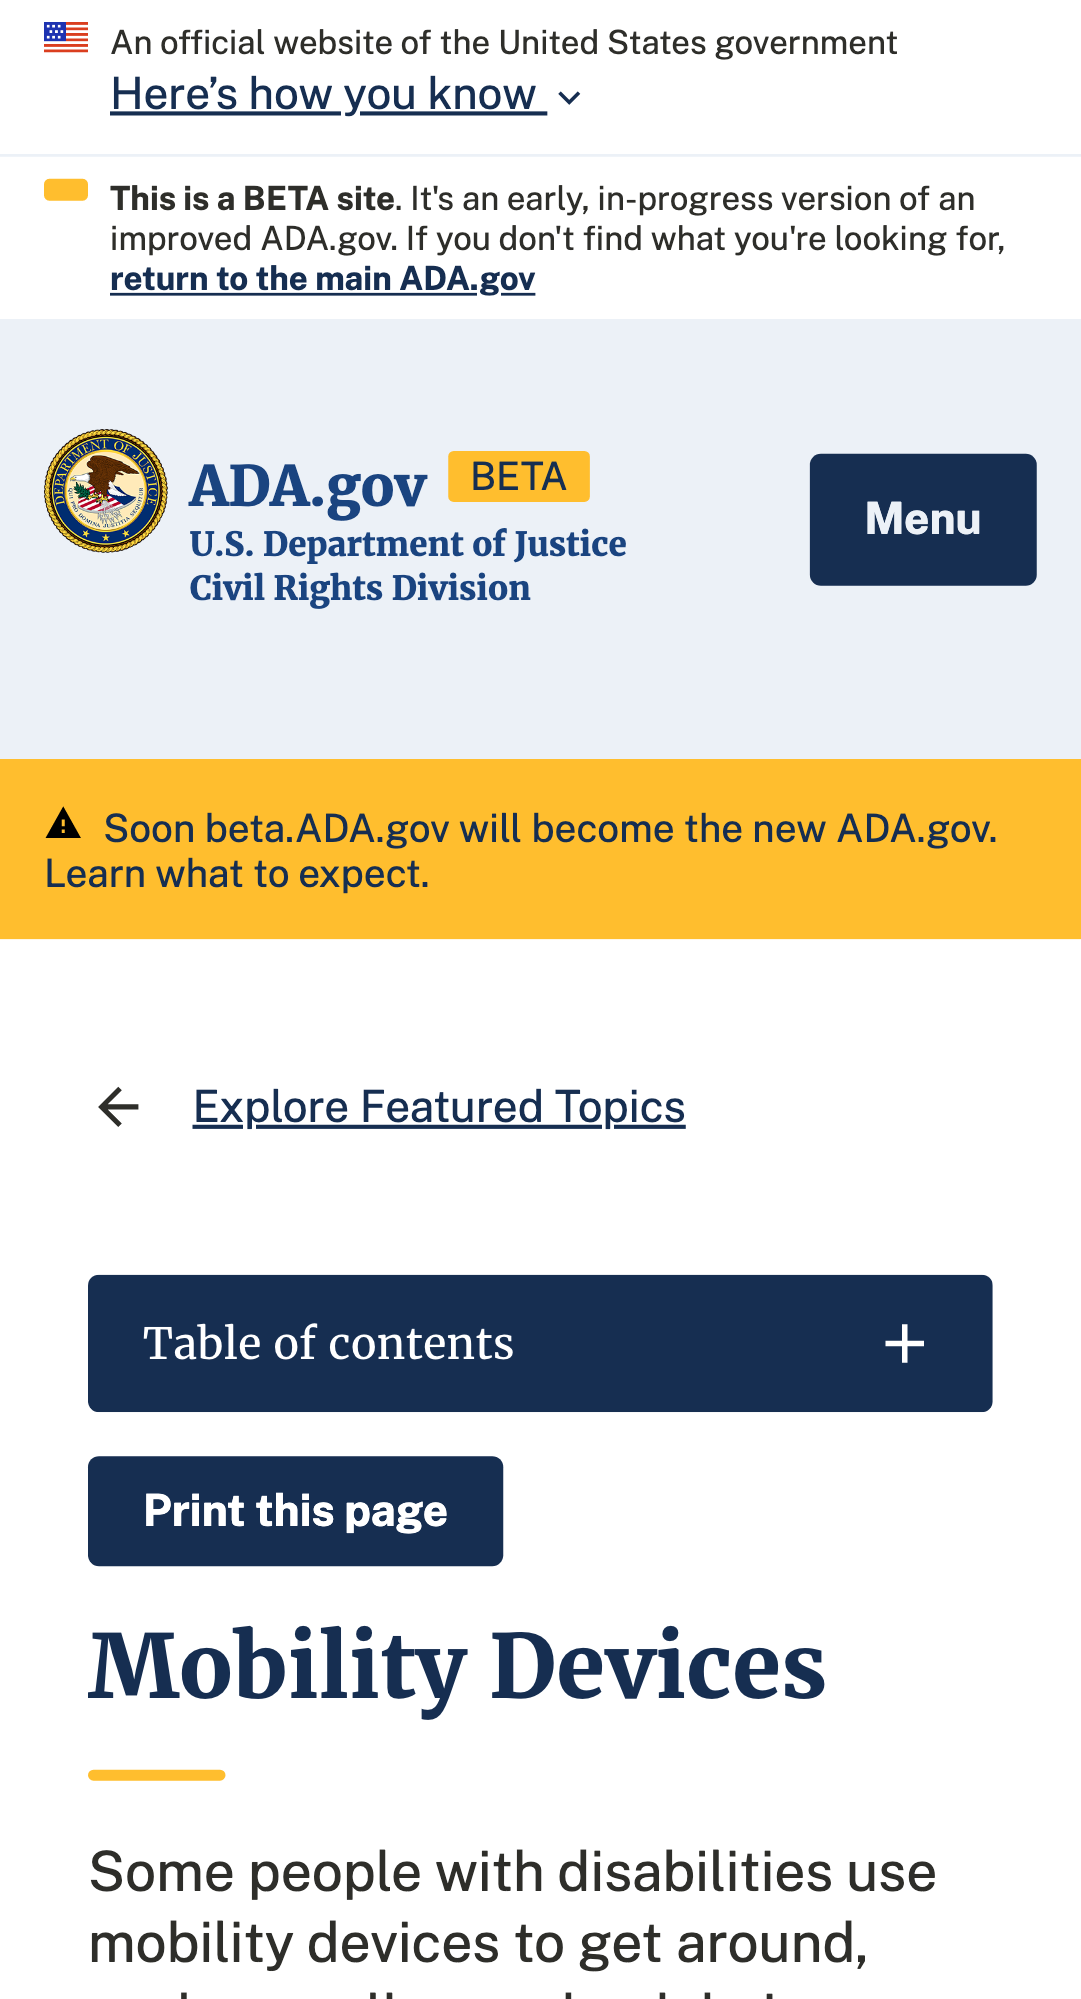 An official website of the United States government
Here’s how you know
This is a BETA site. It's an early, in-progress version of an
improved ADA.gov. If you don't find what you're looking for,
return to the main ADA.gov
DEPARTMENT OF JUSTICE
ADA.gov BETA
U.S. Department of Justice
Civil Rights Division
Menu
Soon beta.ADA.gov will become the new ADA.gov.
Learn what to expect.
Explore Featured Topics
Table of contents
Print this page
Mobility Devices
Some people with disabilities use
mobility devices to get around,